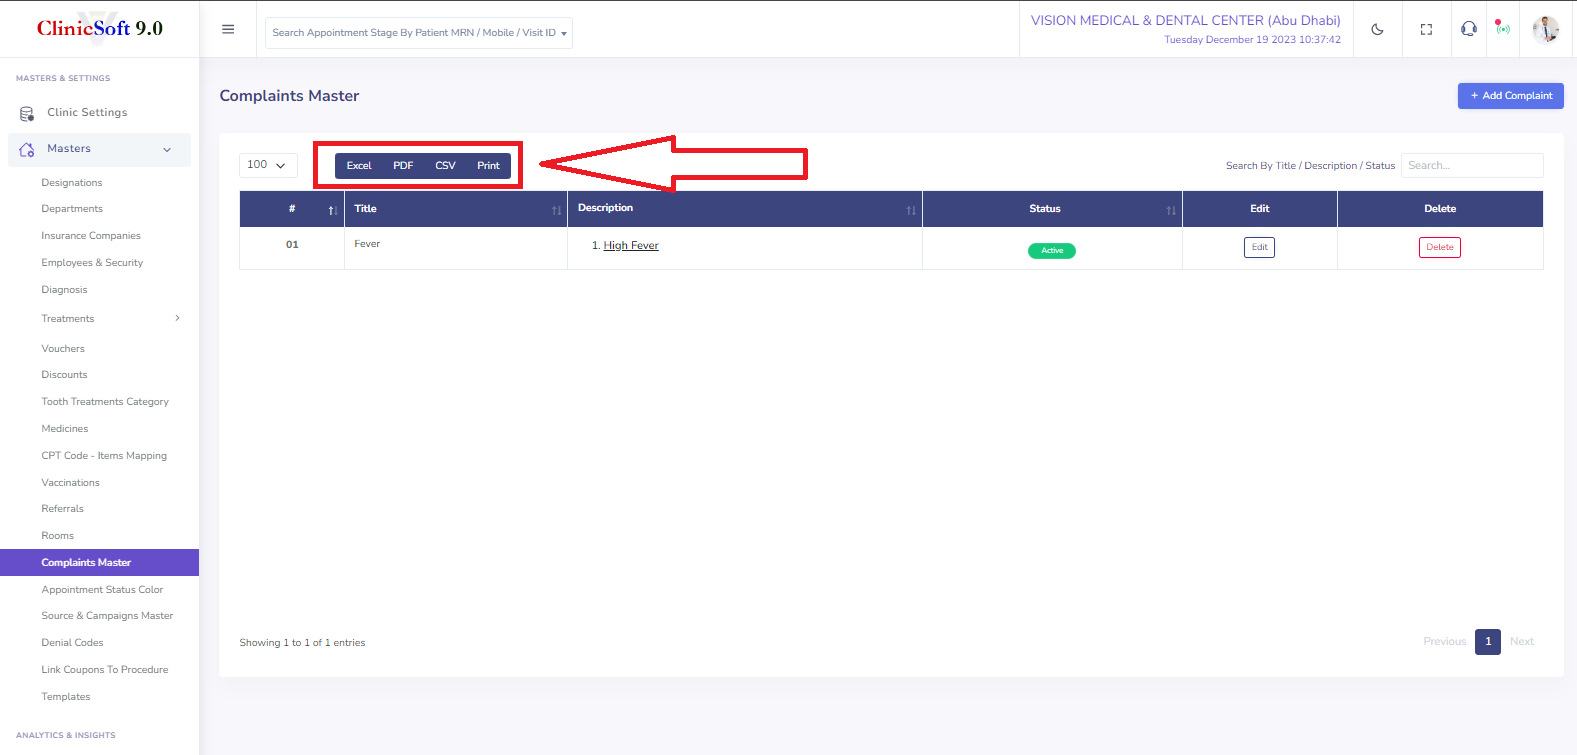 ClinicSoft 9.0
Search Appointment Stage By Patient MRN / Mobile / Visit ID
VISION MEDICAL & DENTAL CENTER (Abu Dhabi)
Tuesday December 19 2023 10:37:42
MASTERS & SETTINGS
Clinic Settings
Masters
Designations
Departments
Insurance Companies
Employees & Security
Diagnosis
Treatments
Vouchers
Discounts
Tooth Treatments Category
Medicines
CPT Code - Items Mapping
Vaccinations
Referrals
Rooms
Complaints Master
Appointment Status Color
Source & Campaigns Master
Denial Codes
Link Coupons To Procedure
Templates
ANALYTICS & INSIGHTS
Complaints Master
+ Add Complaint
100 Excel PDF CSV Print
Search By Title / Description / Status Search...
# Title Description Status Edit Delete
01 Fever 1. High Fever Active Edit Delete
Showing 1 to 1 of 1 entries
Previous 1 Next